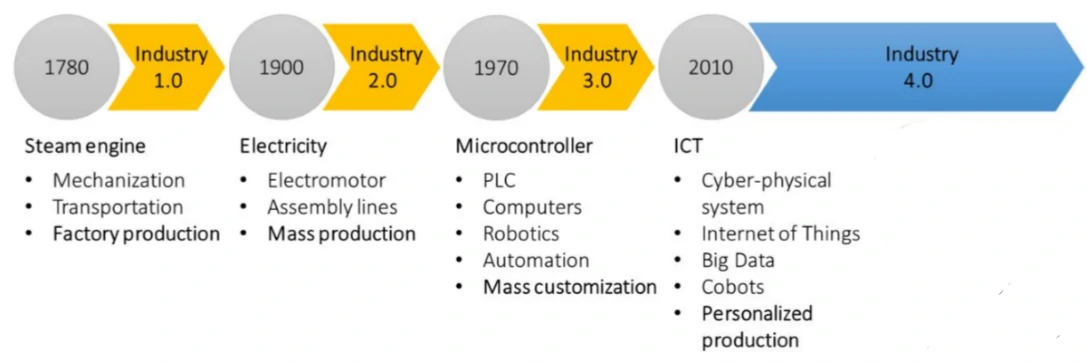 1780
Industry
1.0
1900
Industry
2.0
1970
Industry
3.0
2010
Industry
4.0
Steam engine
• Mechanization
• Transportation
• Factory production
Electricity
• Electromotor
• Assembly lines
• Mass production
Microcontroller
• PLC
• Computers
• Robotics
• Automation
• Mass customization
ICT
• Cyber-physical
system
• Internet of Things
• Big Data
• Cobots
• Personalized
production